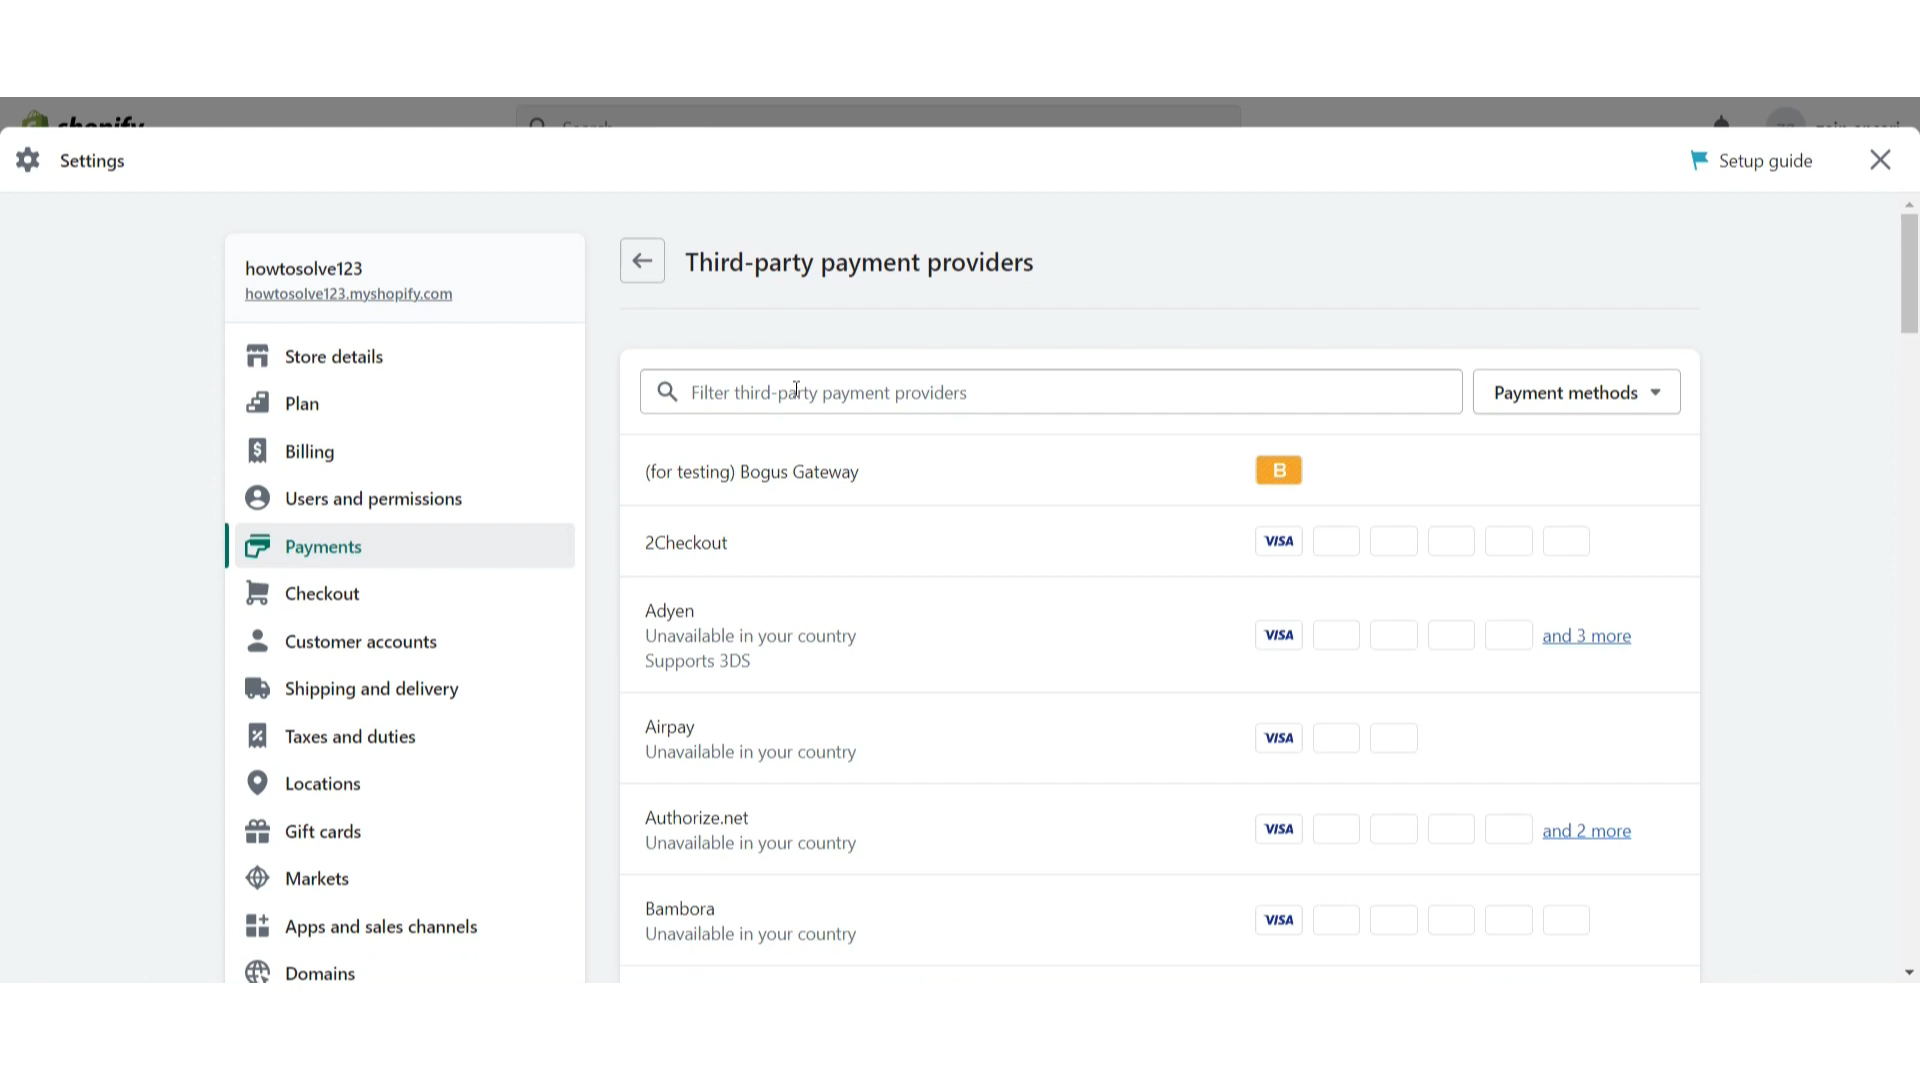 shopify
Search
Settings
Setup guide
howtosolve123
howtosolve123.myshopify.com
Store details
Plan
Billing
Users and permissions
Payments
Checkout
Customer accounts
Shipping and delivery
Taxes and duties
Locations
Gift cards
Markets
Apps and sales channels
Domains
Third-party payment providers
Filter third-party payment providers
Payment methods
(for testing) Bogus Gateway
B
2Checkout
VISA
Adyen
Unavailable in your country
Supports 3DS
VISA
and 3 more
Airpay
Unavailable in your country
VISA
Authorize.net
Unavailable in your country
VISA
and 2 more
Bambora
Unavailable in your country
VISA